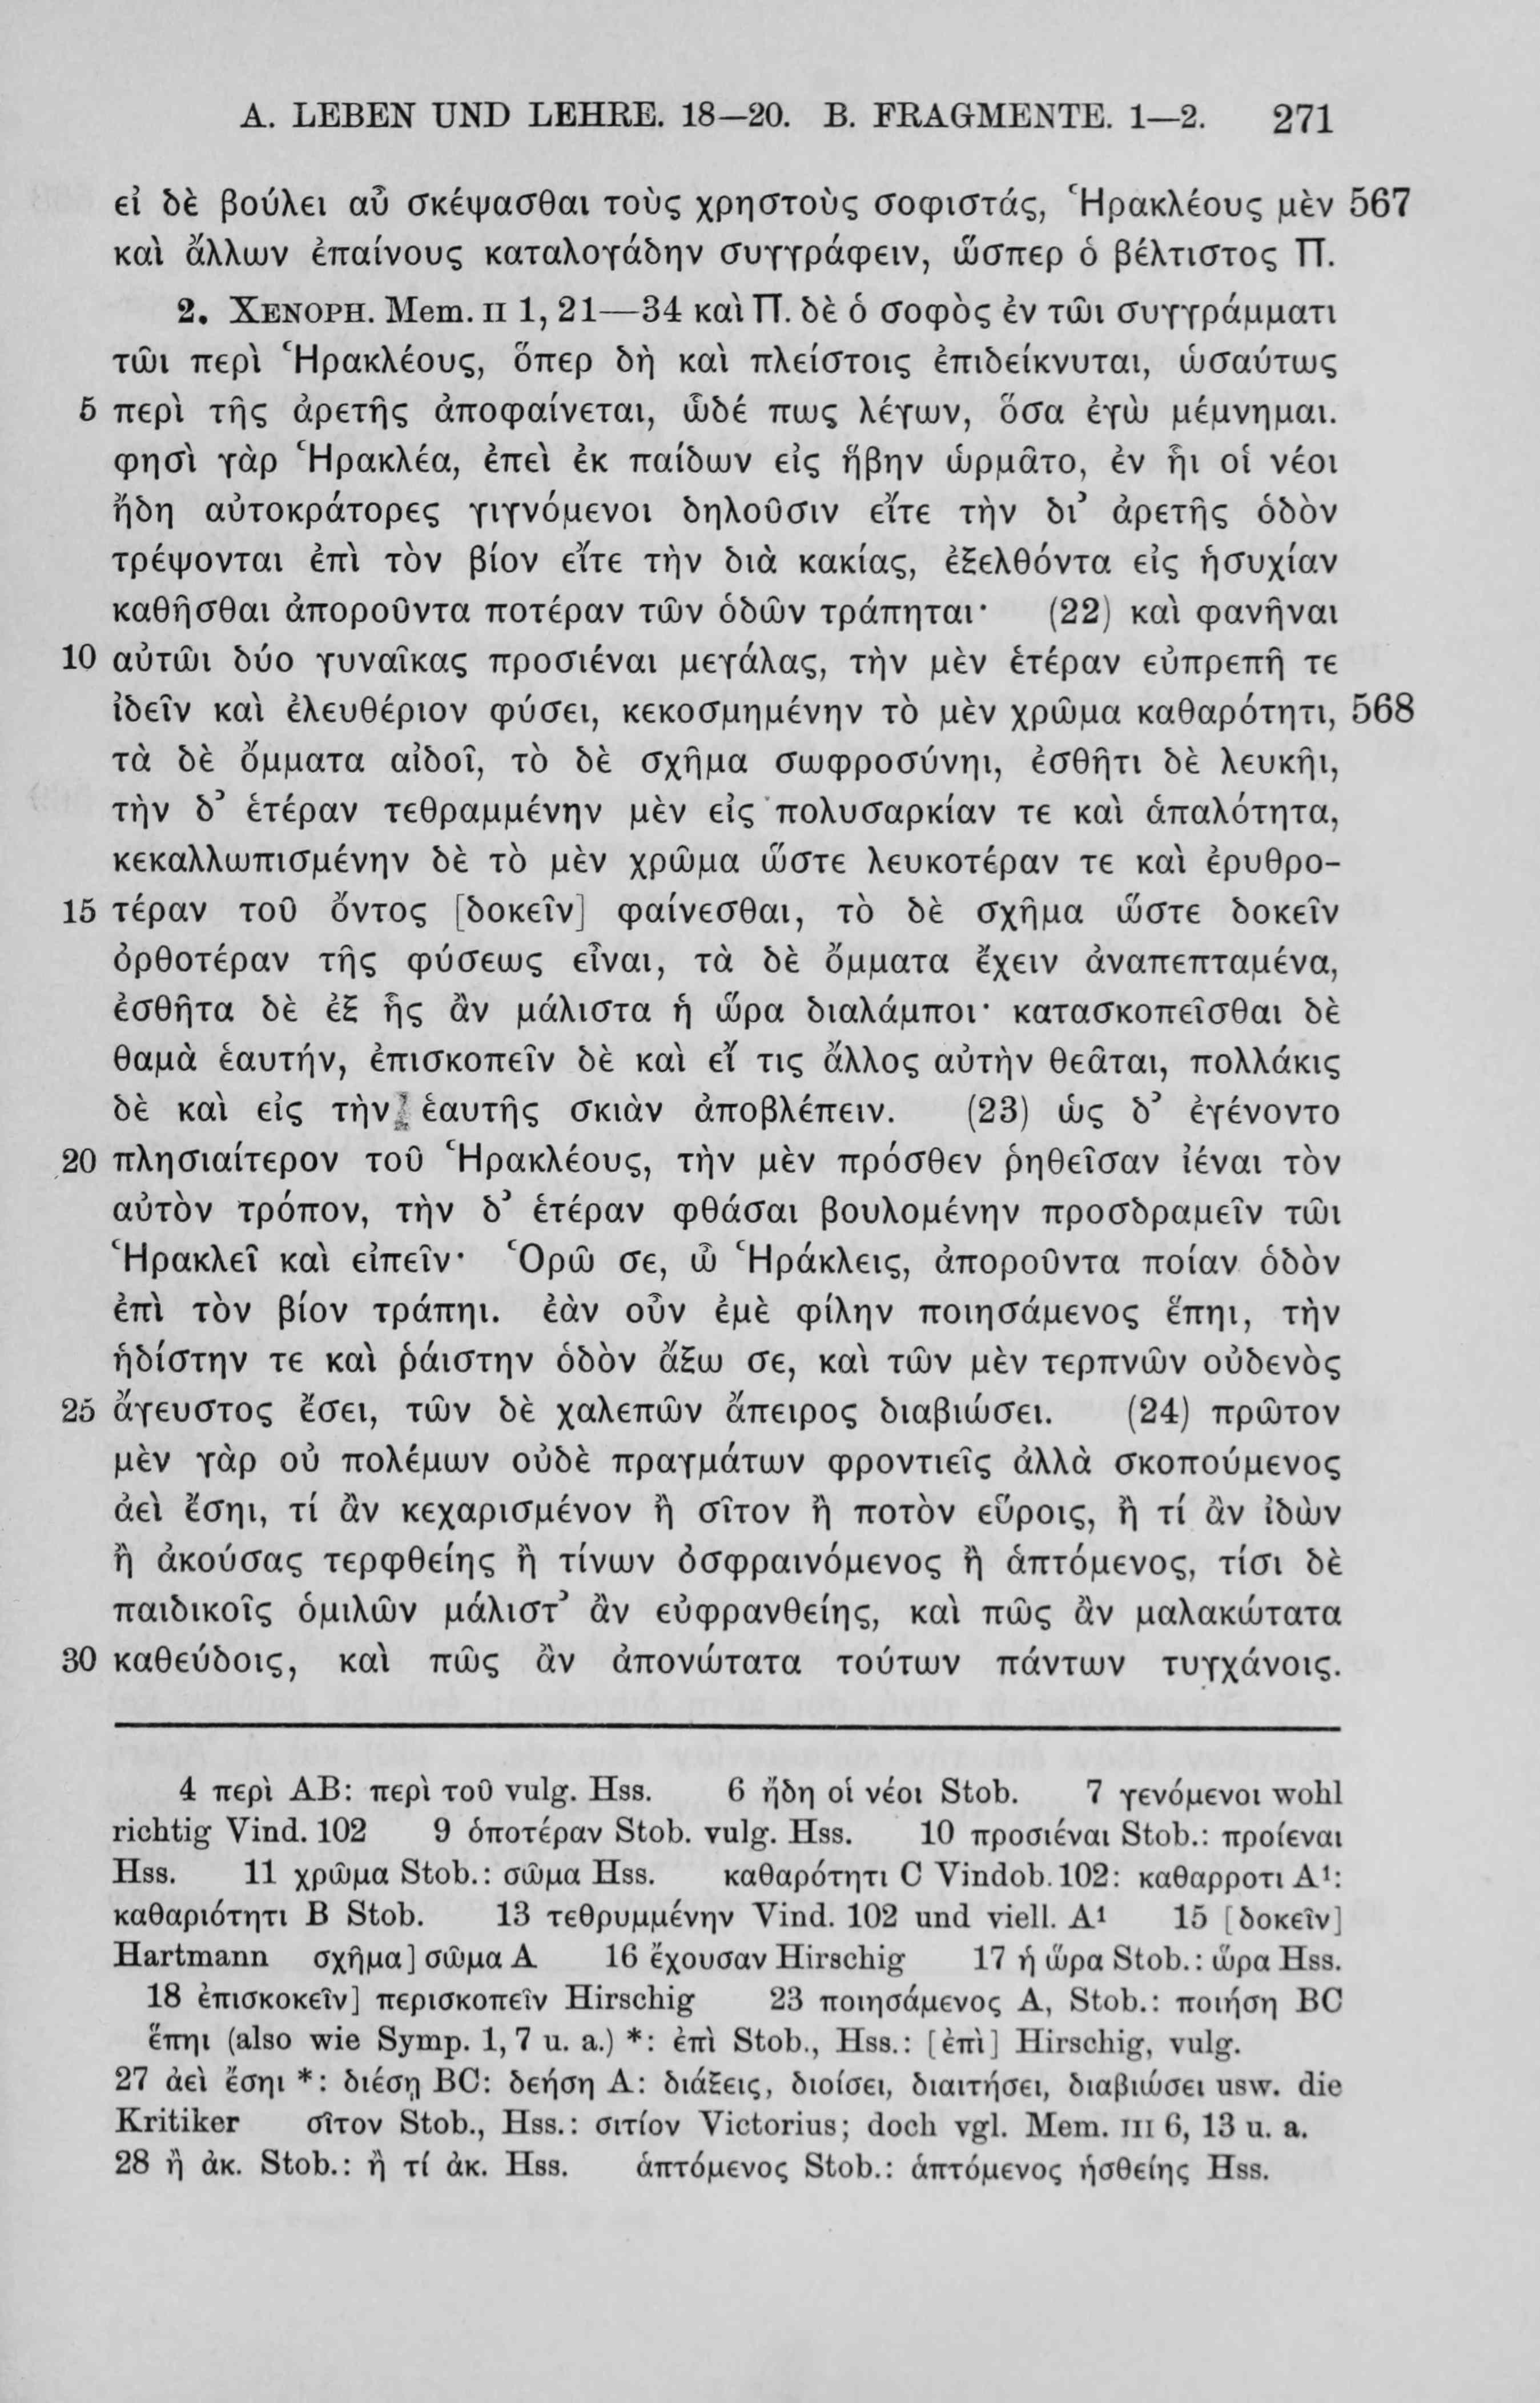 A. LEBEN UND LEHRE. 18—20. B. FRAGMENTE. 1—2. 271
εἰ δὲ βούλει αὖ σκέψασθαι τοὺς χρηστοὺς σοφιστάς, Ἡρακλέους μὲν 567
καὶ ἄλλων ἐπαίνους καταλογάδην συγγράφειν, ὥσπερ ὁ βέλτιστος Π.
2. XENOPH. Mem. II 1, 21—34 καὶ Π. δὲ ὁ σοφὸς ἐν τῶι συγγράμματι
τῶι περὶ Ἡρακλέους, ὅπερ δὴ καὶ πλείστοις ἐπιδείκνυται, ὡσαύτως
5 περὶ τῆς ἀρετῆς ἀποφαίνεται, ὧδέ πως λέγων, ὅσα ἐγὼ μέμνημαι.
φησὶ γὰρ Ἡρακλέα, ἐπεὶ ἐκ παίδων εἰς ἥβην ὡρμᾶτο, ἐν ἧι οἱ νέοι
ἤδη αὐτοκράτορες γιγνόμενοι δηλοῦσιν εἴτε τὴν δι’ ἀρετῆς ὁδὸν
τρέψονται ἐπὶ τὸν βίον εἴτε τὴν διὰ κακίας, ἐξελθόντα εἰς ἡσυχίαν
καθῆσθαι ἀποροῦντα ποτέραν τῶν ὁδῶν τράπηται· (22) καὶ φανῆναι
10 αὐτῶι δύο γυναῖκας προσιέναι μεγάλας, τὴν μὲν ἑτέραν εὐπρεπῆ τε
ἰδεῖν καὶ ἐλευθέριον φύσει, κεκοσμημένην τὸ μὲν χρῶμα καθαρότητι, 568
τὰ δὲ ὄμματα αἰδοῖ, τὸ δὲ σχῆμα σωφροσύνηι, ἐσθῆτι δὲ λευκῆι,
τὴν δ’ ἑτέραν τεθραμμένην μὲν εἰς πολυσαρκίαν τε καὶ ἁπαλότητα,
κεκαλλωπισμένην δὲ τὸ μὲν χρῶμα ὥστε λευκοτέραν τε καὶ ἐρυθρο-
15 τέραν τοῦ ὄντος [δοκεῖν] φαίνεσθαι, τὸ δὲ σχῆμα ὥστε δοκεῖν
ὀρθοτέραν τῆς φύσεως εἶναι, τὰ δὲ ὄμματα ἔχειν ἀναπεπταμένα,
ἐσθῆτα δὲ ἐξ ἧς ἂν μάλιστα ἡ ὥρα διαλάμποι· κατασκοπεῖσθαι δὲ
θαμὰ ἑαυτήν, ἐπισκοπεῖν δὲ καὶ εἴ τις ἄλλος αὐτὴν θεᾶται, πολλάκις
δὲ καὶ εἰς τὴν ἑαυτῆς σκιὰν ἀποβλέπειν. (23) ὡς δ’ ἐγένοντο
20 πλησιαίτερον τοῦ Ἡρακλέους, τὴν μὲν πρόσθεν ῥηθεῖσαν ἰέναι τὸν
αὐτὸν τρόπον, τὴν δ’ ἑτέραν φθάσαι βουλομένην προσδραμεῖν τῶι
Ἡρακλεῖ καὶ εἰπεῖν· Ὁρῶ σε, ὦ Ἡράκλεις, ἀποροῦντα ποίαν ὁδὸν
ἐπὶ τὸν βίον τράπηι. ἐὰν οὖν ἐμὲ φίλην ποιησάμενος ἕπηι, τὴν
ἡδίστην τε καὶ ῥάιστην ὁδὸν ἄξω σε, καὶ τῶν μὲν τερπνῶν οὐδενὸς
25 ἄγευστος ἔσει, τῶν δὲ χαλεπῶν ἄπειρος διαβιώσει. (24) πρῶτον
μὲν γὰρ οὐ πολέμων οὐδὲ πραγμάτων φροντιεῖς ἀλλὰ σκοπούμενος
ἀεὶ ἔσηι, τί ἂν κεχαρισμένον ἢ σῖτον ἢ ποτὸν εὕροις, ἢ τί ἂν ἰδὼν
ἢ ἀκούσας τερφθείης ἢ τίνων ὀσφραινόμενος ἢ ἁπτόμενος, τίσι δὲ
παιδικοῖς ὁμιλῶν μάλιστ’ ἂν εὐφρανθείης, καὶ πῶς ἂν μαλακώτατα
30 καθεύδοις, καὶ πῶς ἂν ἀπονώτατα τούτων πάντων τυγχάνοις.
4 περὶ AB: περὶ τοῦ vulg. Hss. 6 ἤδη οἱ νέοι Stob. 7 γενόμενοι wohl
richtig Vind. 102 9 ὁποτέραν Stob. vulg. Hss. 10 προσιέναι Stob.: προΐεναι
Hss. 11 χρῶμα Stob.: σῶμα Hss. καθαρότητι C Vindob. 102: καθαρροτι A¹:
καθαριότητι B Stob. 13 τεθρυμμένην Vind. 102 und viell. A¹ 15 [δοκεῖν]
Hartmann σχῆμα] σῶμα A 16 ἔχουσαν Hirschig 17 ἡ ὥρα Stob.: ὥρα Hss.
18 ἐπισκοκεῖν] περισκοπεῖν Hirschig 23 ποιησάμενος A, Stob.: ποιήση BC
ἕπηι (also wie Symp. 1, 7 u. a.) *: ἐπὶ Stob., Hss.: [ἐπὶ] Hirschig, vulg.
27 ἀεὶ ἔσηι *: διέσῃ BC: δεήση A: διάξεις, διοίσει, διαιτήσει, διαβιώσει usw. die
Kritiker σῖτον Stob., Hss.: σιτίον Victorius; doch vgl. Mem. III 6, 13 u. a.
28 ἢ ἀκ. Stob.: ἢ τί ἀκ. Hss. ἁπτόμενος Stob.: ἁπτόμενος ἡσθείης Hss.